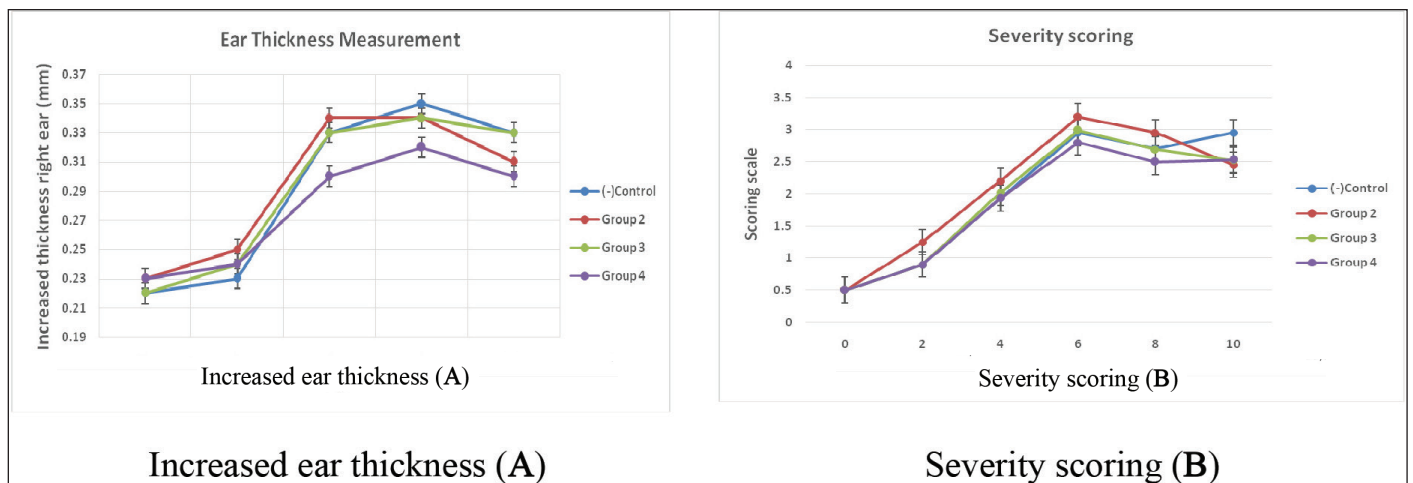 Ear Thickness Measurement
Increased thickness right ear (mm)
0.37
0.35
0.33
0.31
0.29
0.27
0.25
0.23
0.21
0.19
(-)Control
Group 2
Group 3
Group 4
Increased ear thickness (A)
Severity scoring
Scoring scale
4
3.5
3
2.5
2
1.5
1
0.5
0
0 2 4 6 8 10
(-)Control
Group 2
Group 3
Group 4
Severity scoring (B)
Increased ear thickness (A)
Severity scoring (B)